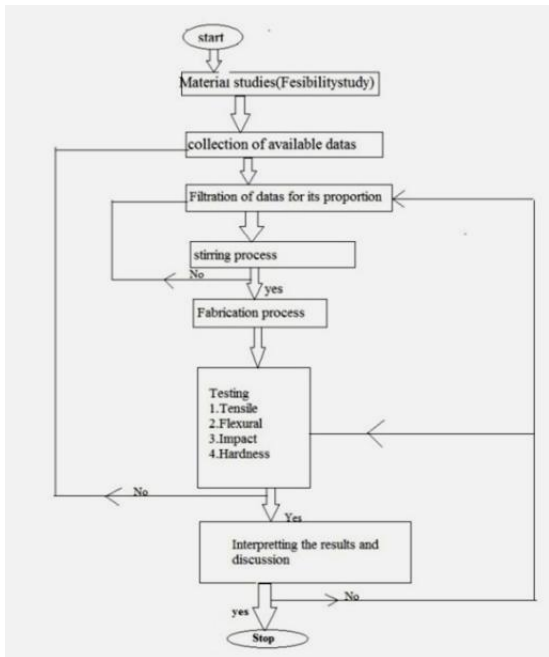 start
Material studies(Fesibilitystudy)
collection of available datas
Filtration of datas for its proportion
stirring process
No
yes
Fabrication process
Testing
1.Tensile
2.Flexural
3.Impact
4.Hardness
No
Yes
Interpretting the results and
discussion
No
yes
Stop